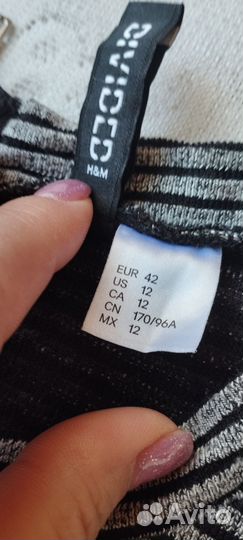 DIVIDED
H&M
EUR 42
US 12
CA 12
CN 170/96A
MX 12
Avito